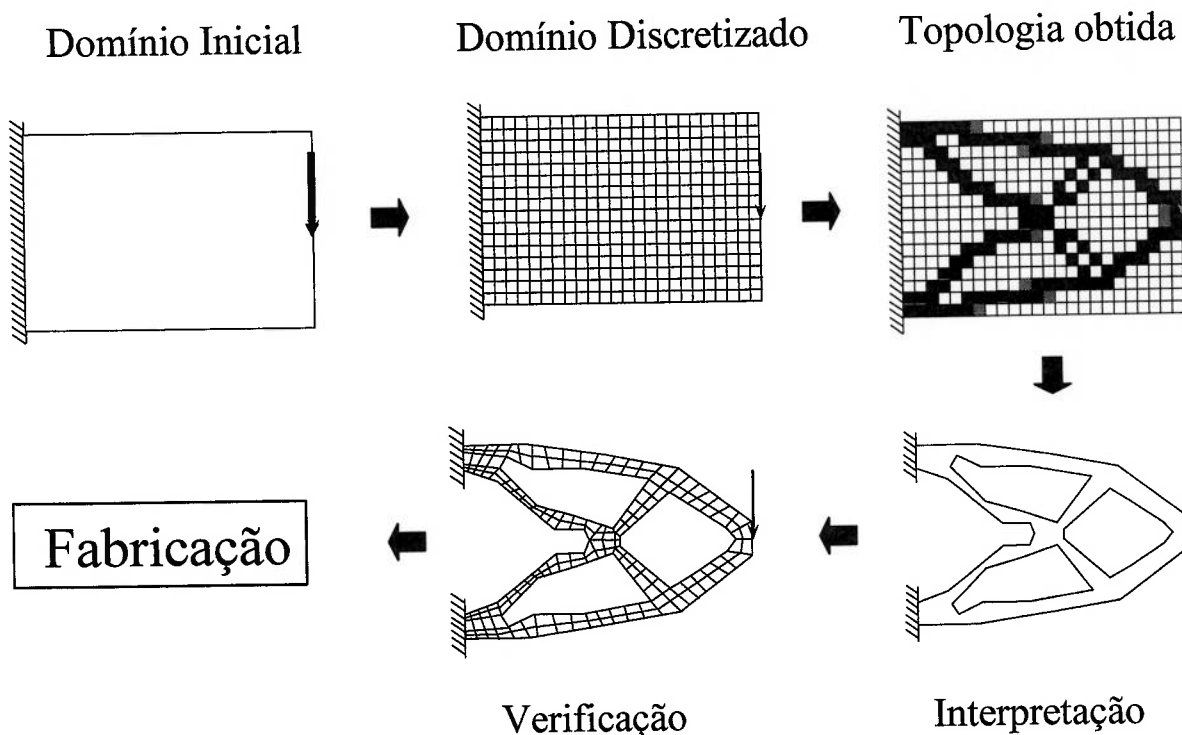 Domínio Inicial
Domínio Discretizado
Topologia obtida
Fabricação
Verificação
Interpretação